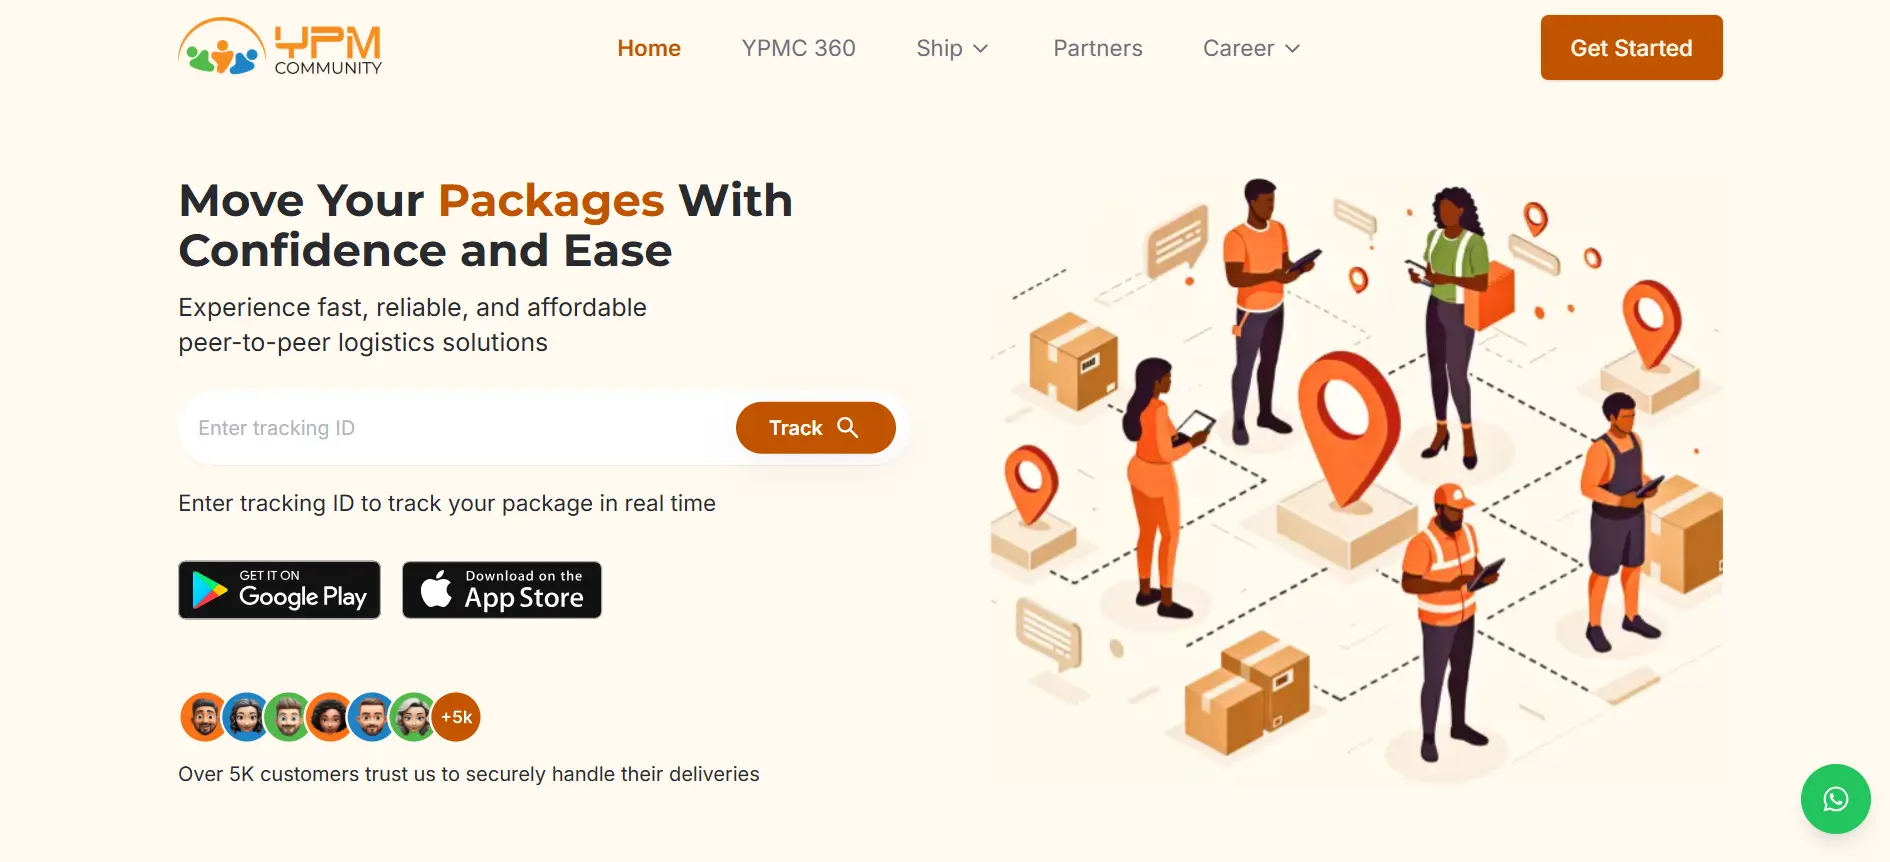 YPM
COMMUNITY
Home
YPMC 360
Ship
Partners
Career
Get Started
Move Your Packages With
Confidence and Ease
Experience fast, reliable, and affordable
peer-to-peer logistics solutions
Enter tracking ID
Track
Enter tracking ID to track your package in real time
GET IT ON
Google Play
Download on the
App Store
+5k
Over 5K customers trust us to securely handle their deliveries